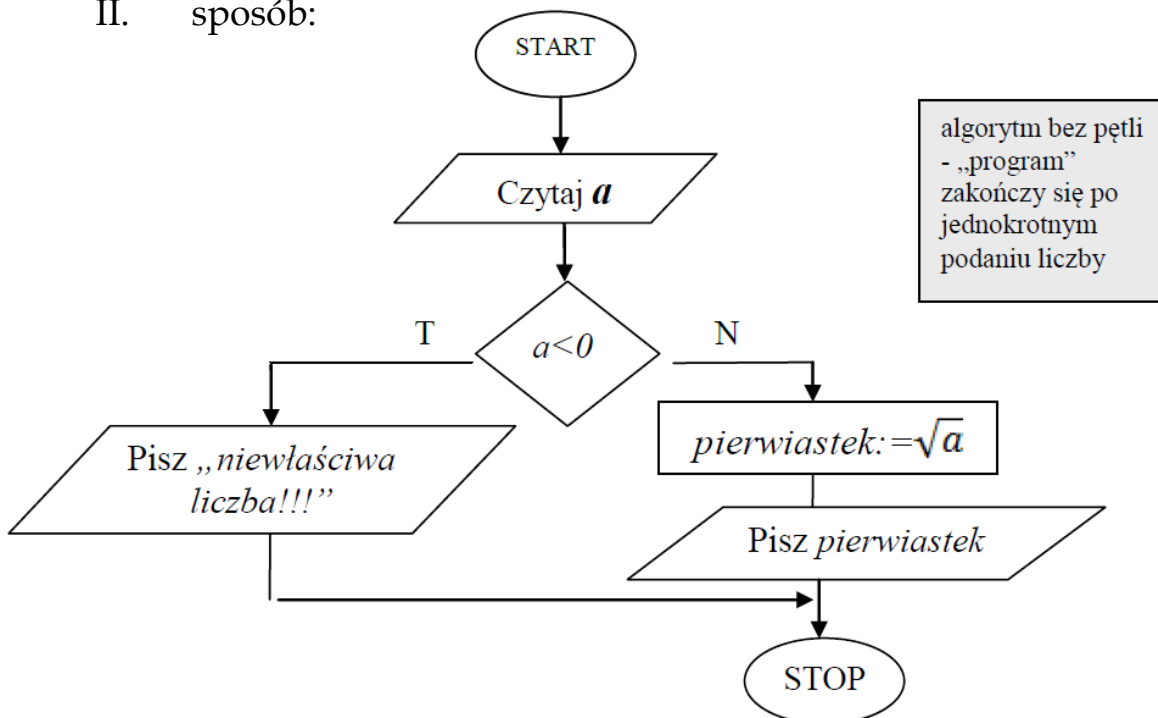 II. sposób:
START
algorytm bez pętli
- „program”
zakończy się po
jednokrotnym
podaniu liczby
Czytaj a
T
a<0
N
Pisz „niewłaściwa
liczba!!!”
pierwiastek:=√a
Pisz pierwiastek
STOP